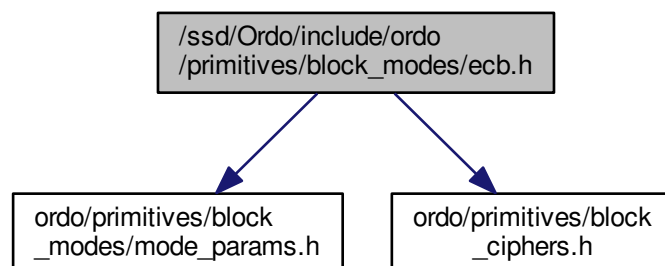 /ssd/Ordo/include/ordo
/primitives/block_modes/ecb.h
ordo/primitives/block
_modes/mode_params.h
ordo/primitives/block
_ciphers.h